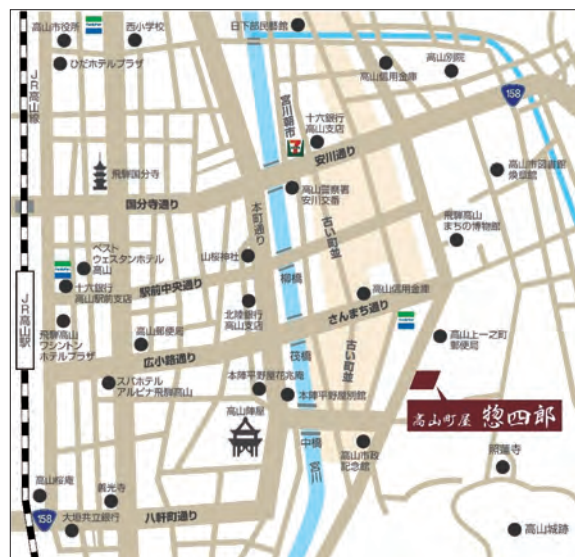 高山市役所
西小学校
日下部民藝館
ひだホテルプラザ
高山信用金庫
高山別院
158
JR高山線
宮川朝市
十六銀行
高山支店
安川通り
飛騨国分寺
高山市図書館
煥章館
国分寺通り
高山警察署
安川交番
本町通り
古い町並
飛騨高山
まちの博物館
ベスト
ウェスタンホテル
高山
山桜神社
柳橋
十六銀行
高山駅前支店
駅前中央通り
高山信用金庫
さんまち通り
JR高山駅
飛騨高山
ワシントン
ホテルプラザ
高山郵便局
北陸銀行
高山支店
高山上一之町
郵便局
広小路通り
筏橋
古い町並
スパホテル
アルピナ飛騨高山
本陣平野屋花兆庵
本陣平野屋別館
高山町屋 惣四郎
高山陣屋
中橋
宮川
高山市政
記念館
照蓮寺
高山桜庵
善光寺
158
大垣共立銀行
八軒町通り
高山城跡